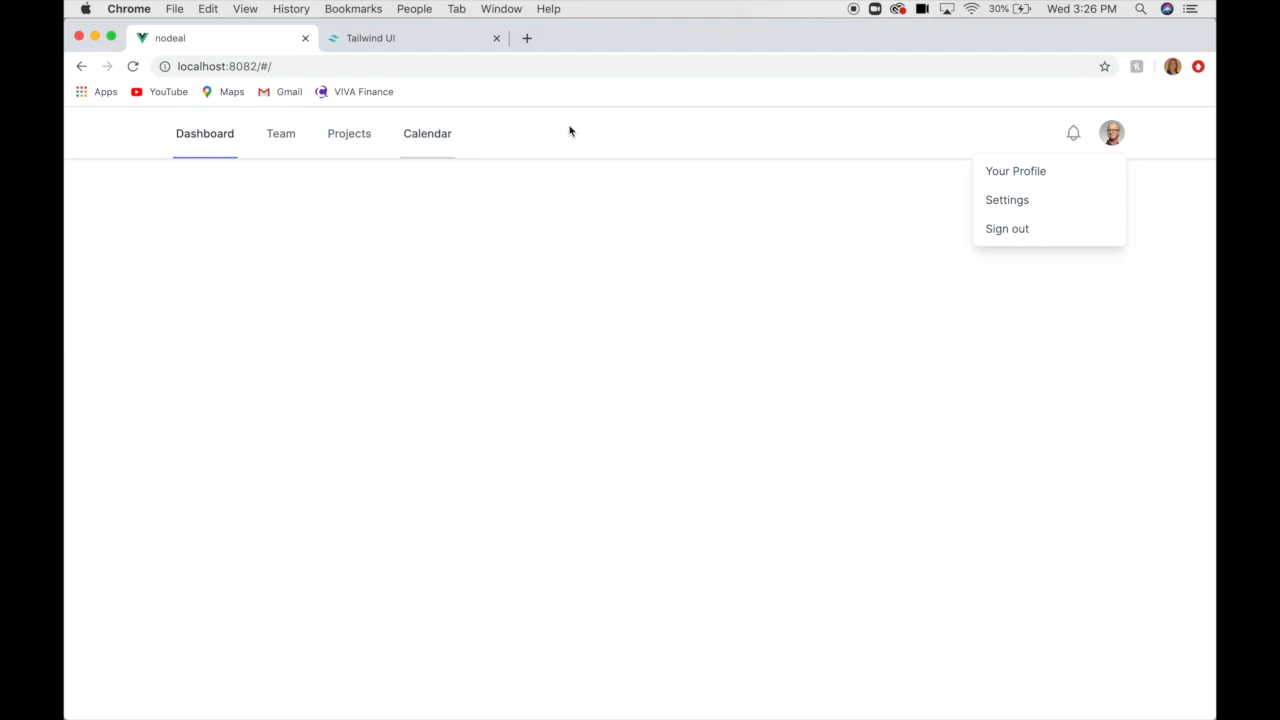 Chrome File Edit View History Bookmarks People Tab Window Help 30% Wed 3:26 PM
nodeal Tailwind UI
localhost:8082/#/
Apps YouTube Maps Gmail VIVA Finance
Dashboard Team Projects Calendar
Your Profile
Settings
Sign out